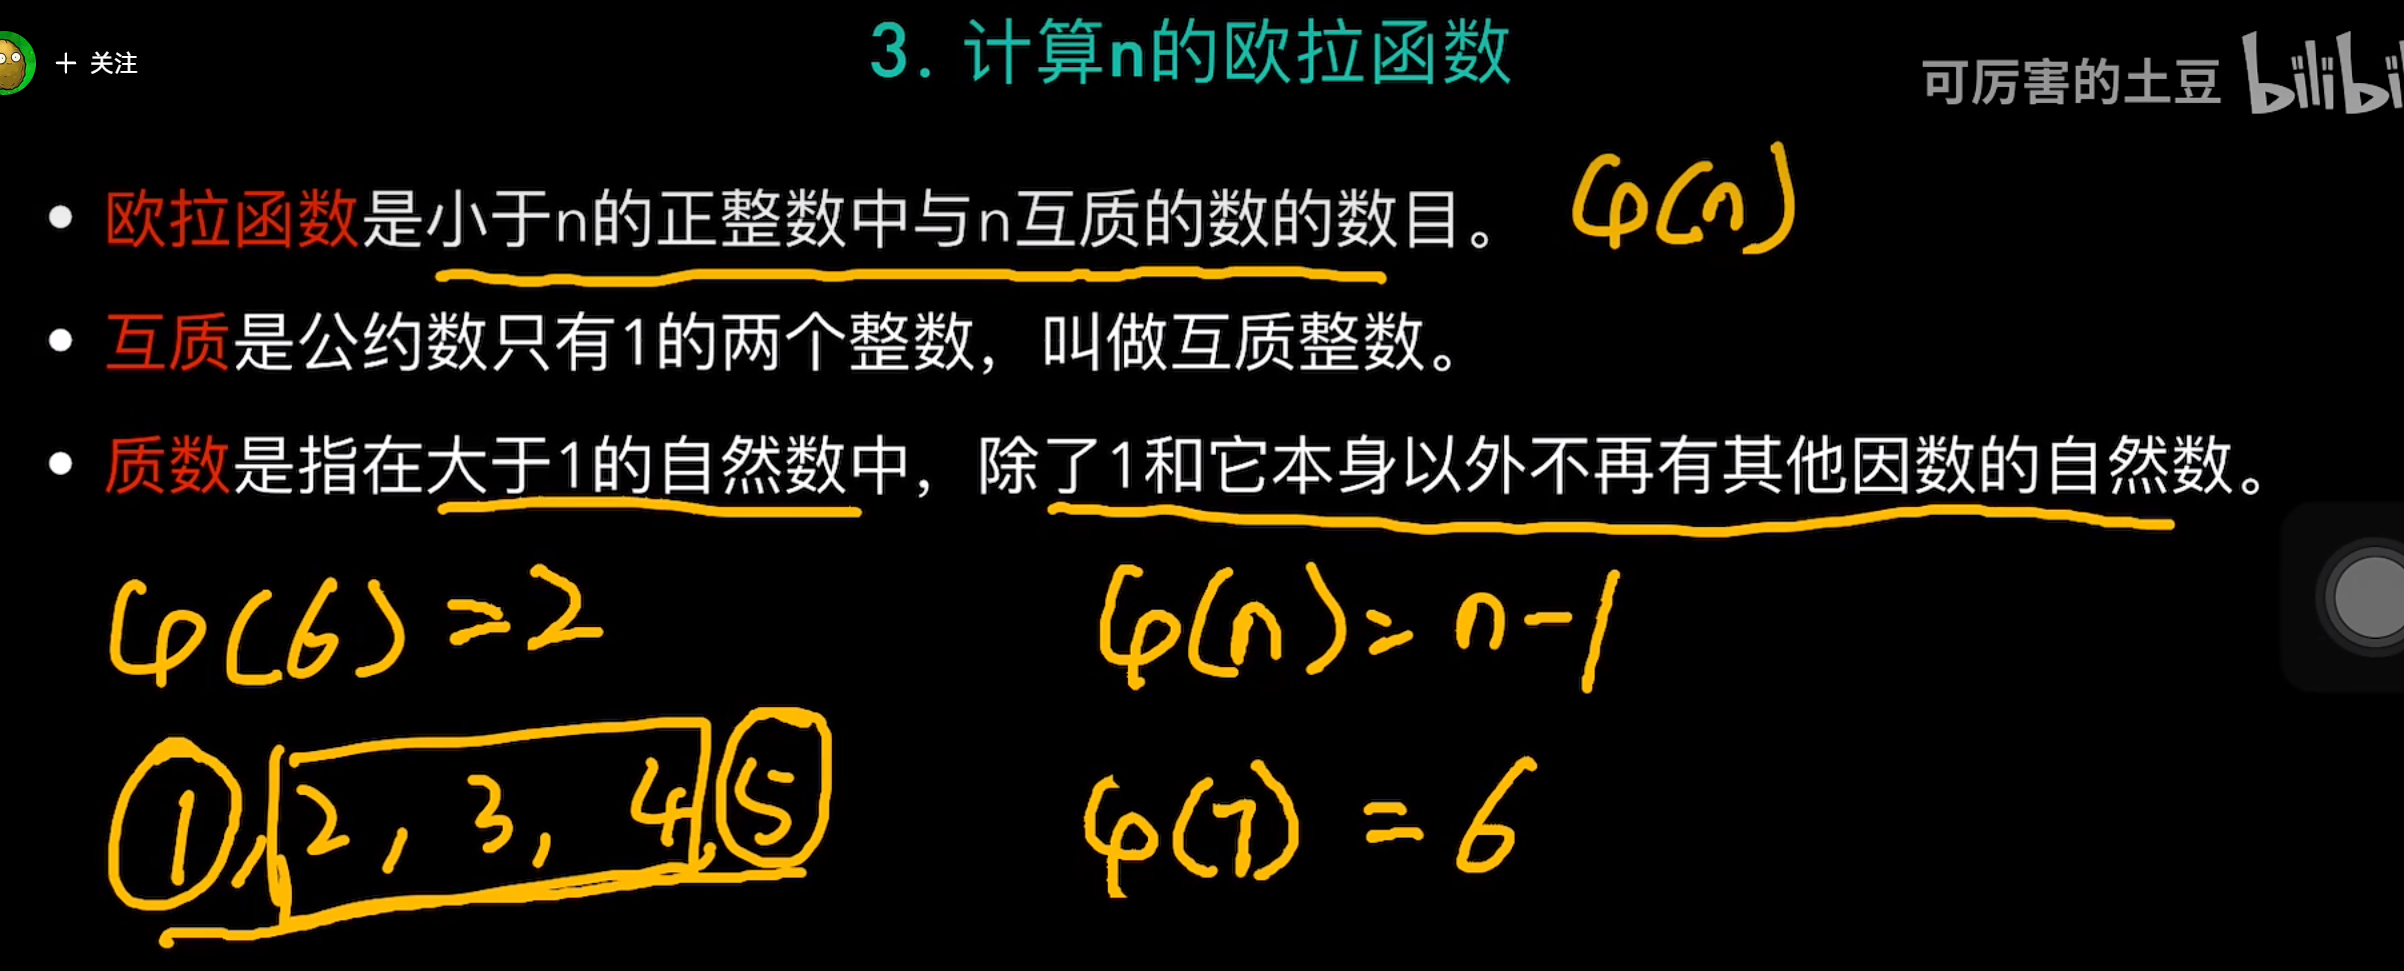 3. 计算n的欧拉函数
+ 关注
可厉害的土豆 bilibili
• 欧拉函数是小于n的正整数中与n互质的数的数目。 φ(n)
• 互质是公约数只有1的两个整数，叫做互质整数。
• 质数是指在大于1的自然数中，除了1和它本身以外不再有其他因数的自然数。
φ(6)=2 φ(n)=n-1
1,2,3,4,5 φ(7)=6